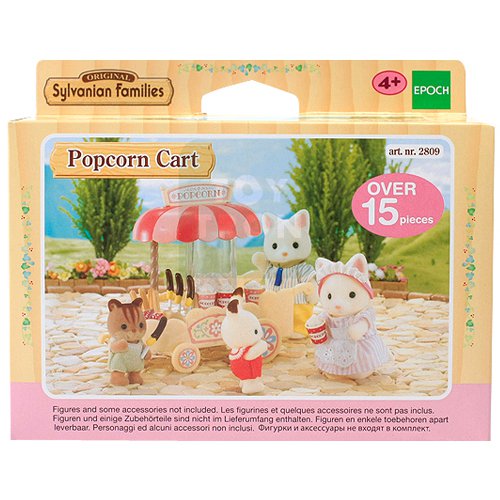 ORIGINAL
Sylvanian Families
4+
EPOCH
Popcorn Cart
art. nr. 2809
OVER
15 pieces
POPCORN
Figures and some accessories not included. Les figurines et quelques accessoires ne sont pas inclus.
Figuren und einige Zubehörteile sind nicht im Lieferumfang enthalten. Figuren en enkele toebehoren apart
leverbaar. Personaggi ed alcuni accessori non inclusi. Фигурки и аксессуары не входят в комплект.